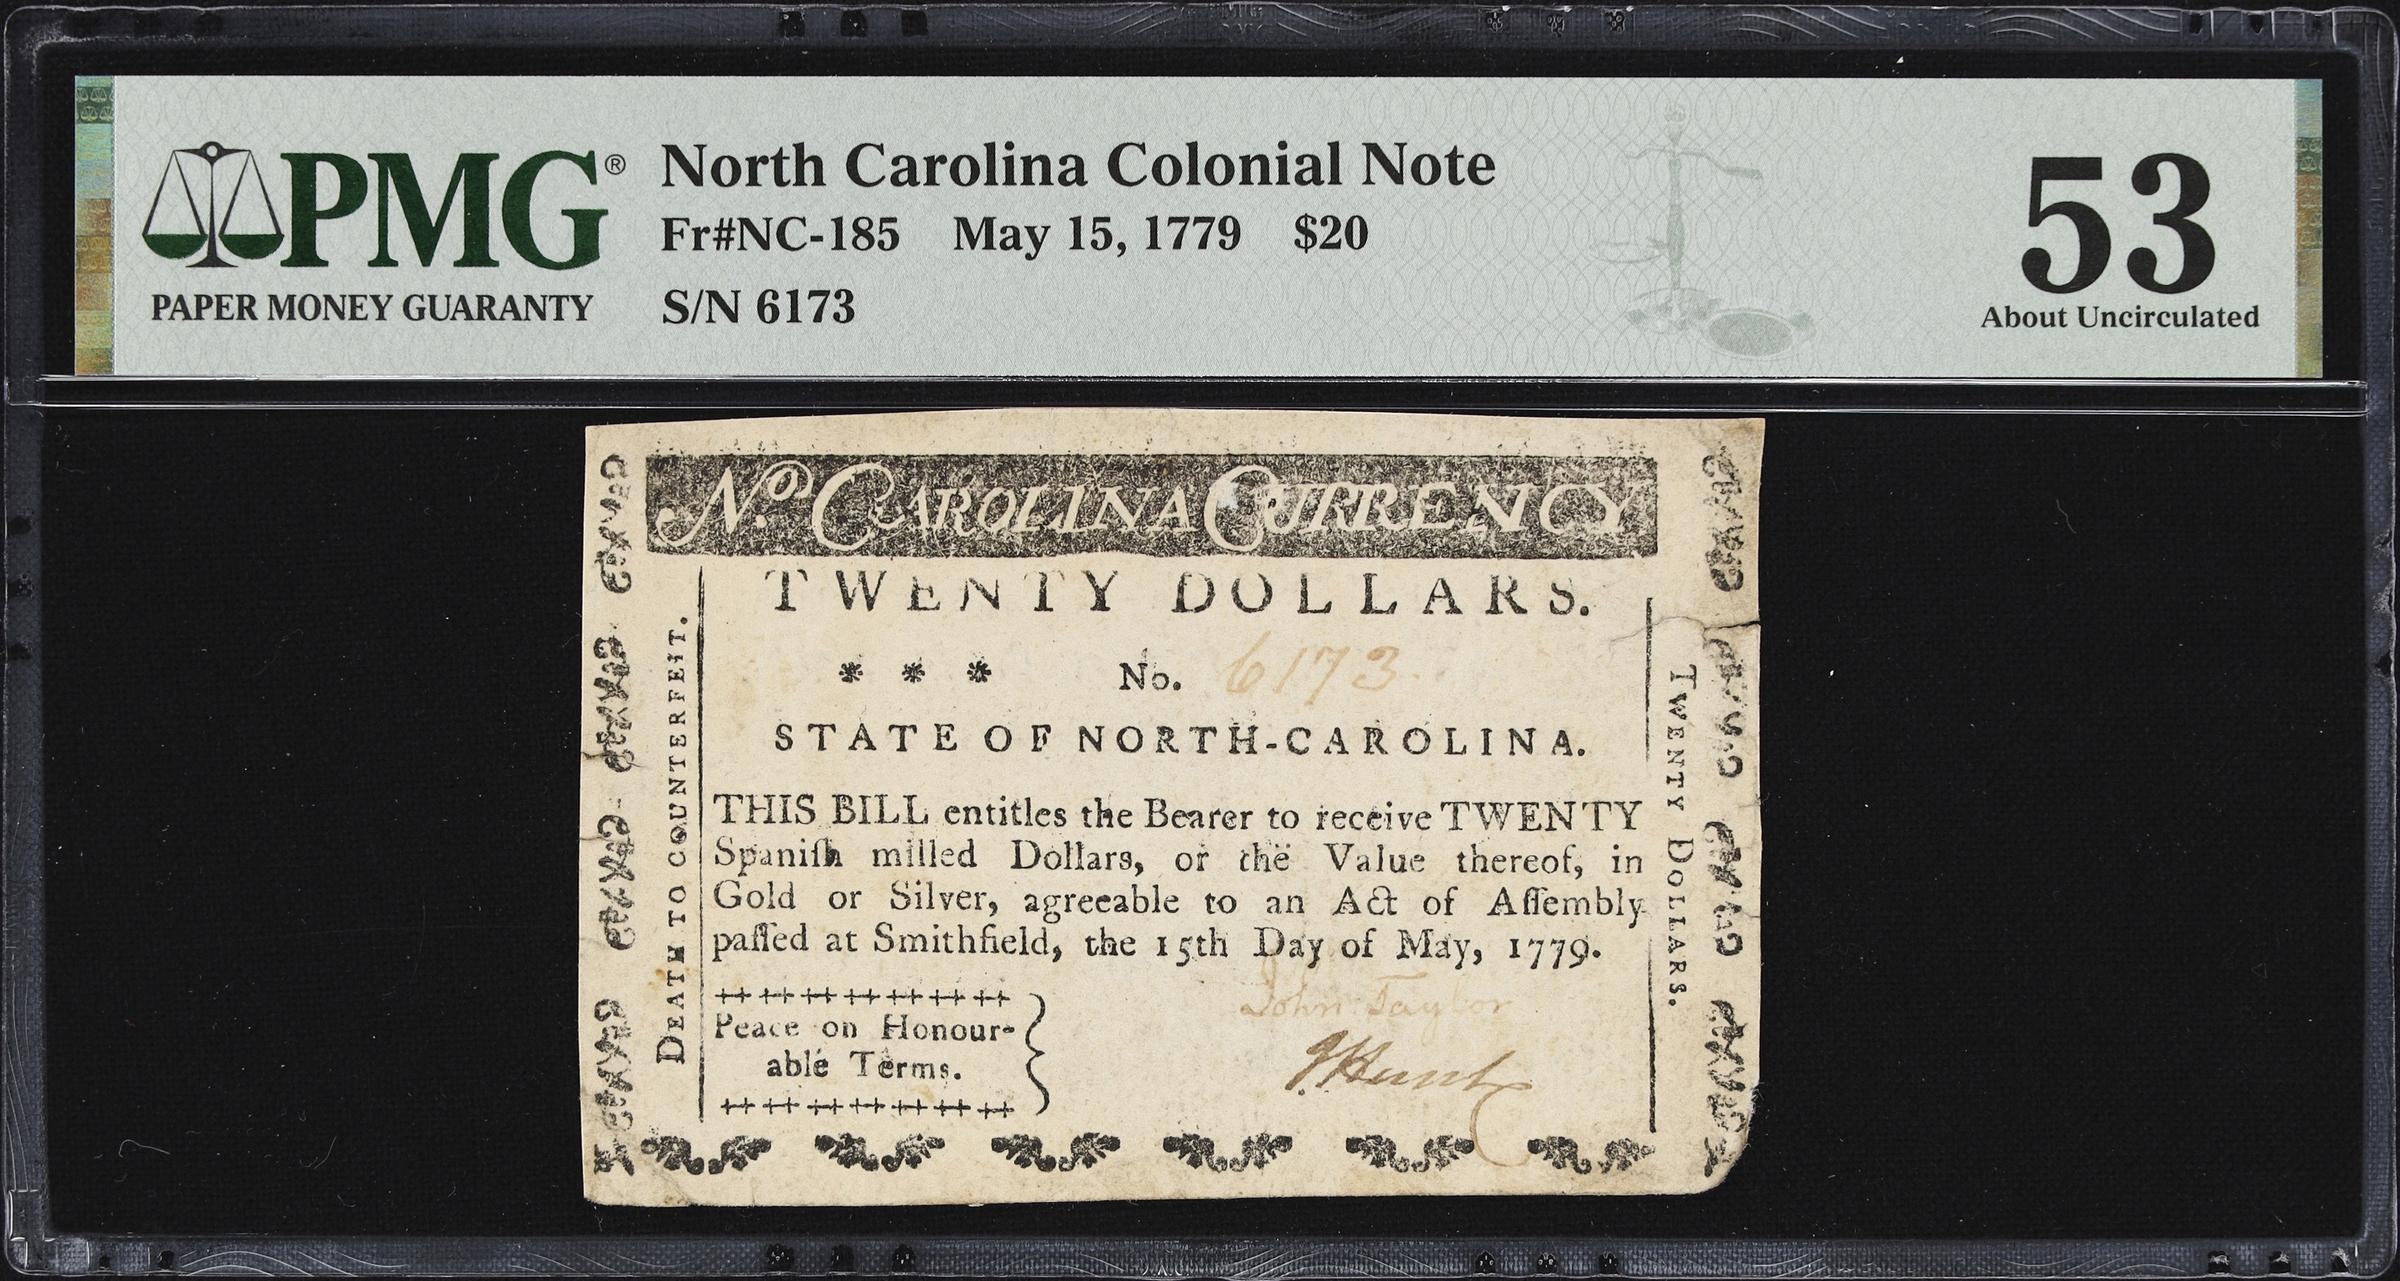 PMG®
PAPER MONEY GUARANTY
North Carolina Colonial Note
Fr#NC-185 May 15, 1779 $20
S/N 6173
53
About Uncirculated
No. CAROLINA CURRENCY
TWENTY DOLLARS.
* * * No. 6173.
STATE OF NORTH-CAROLINA.
THIS BILL entitles the Bearer to receive TWENTY
Spaniſh milled Dollars, or the Value thereof, in
Gold or Silver, agreeable to an Act of Aſſembly
paſſed at Smithfield, the 15th Day of May, 1779.
Peace on Honour-
able Terms.
John Taylor
J Hunt
DEATH TO COUNTERFEIT.
TWENTY DOLLARS.